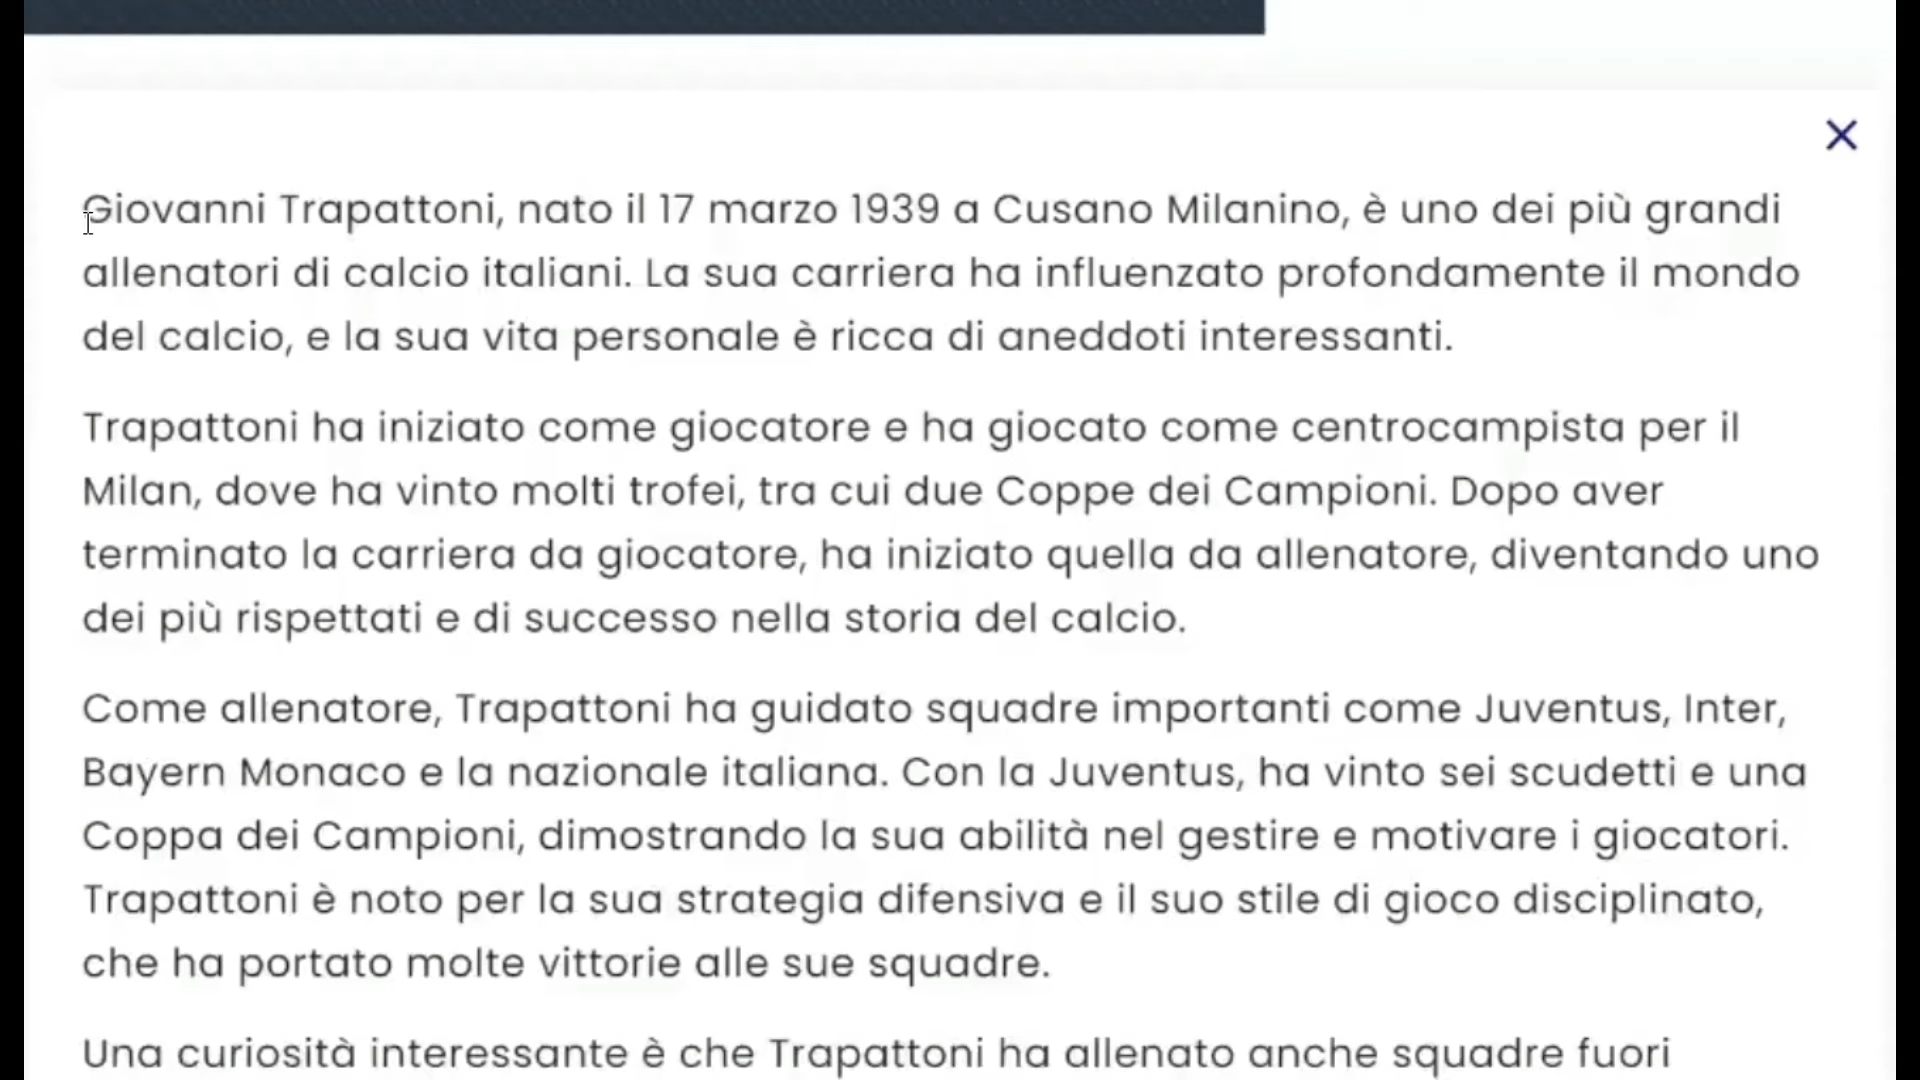 Giovanni Trapattoni, nato il 17 marzo 1939 a Cusano Milanino, è uno dei più grandi
allenatori di calcio italiani. La sua carriera ha influenzato profondamente il mondo
del calcio, e la sua vita personale è ricca di aneddoti interessanti.
Trapattoni ha iniziato come giocatore e ha giocato come centrocampista per il
Milan, dove ha vinto molti trofei, tra cui due Coppe dei Campioni. Dopo aver
terminato la carriera da giocatore, ha iniziato quella da allenatore, diventando uno
dei più rispettati e di successo nella storia del calcio.
Come allenatore, Trapattoni ha guidato squadre importanti come Juventus, Inter,
Bayern Monaco e la nazionale italiana. Con la Juventus, ha vinto sei scudetti e una
Coppa dei Campioni, dimostrando la sua abilità nel gestire e motivare i giocatori.
Trapattoni è noto per la sua strategia difensiva e il suo stile di gioco disciplinato,
che ha portato molte vittorie alle sue squadre.
Una curiosità interessante è che Trapattoni ha allenato anche squadre fuori